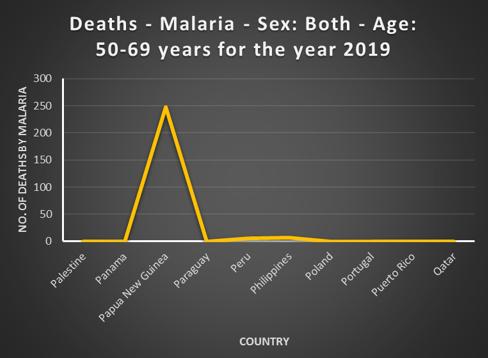 Deaths - Malaria - Sex: Both - Age:
50-69 years for the year 2019
NO. OF DEATHS BY MALARIA
300
250
200
150
100
50
0
Palestine
Panama
Papua New Guinea
Paraguay
Peru
Philippines
Poland
Portugal
Puerto Rico
Qatar
COUNTRY